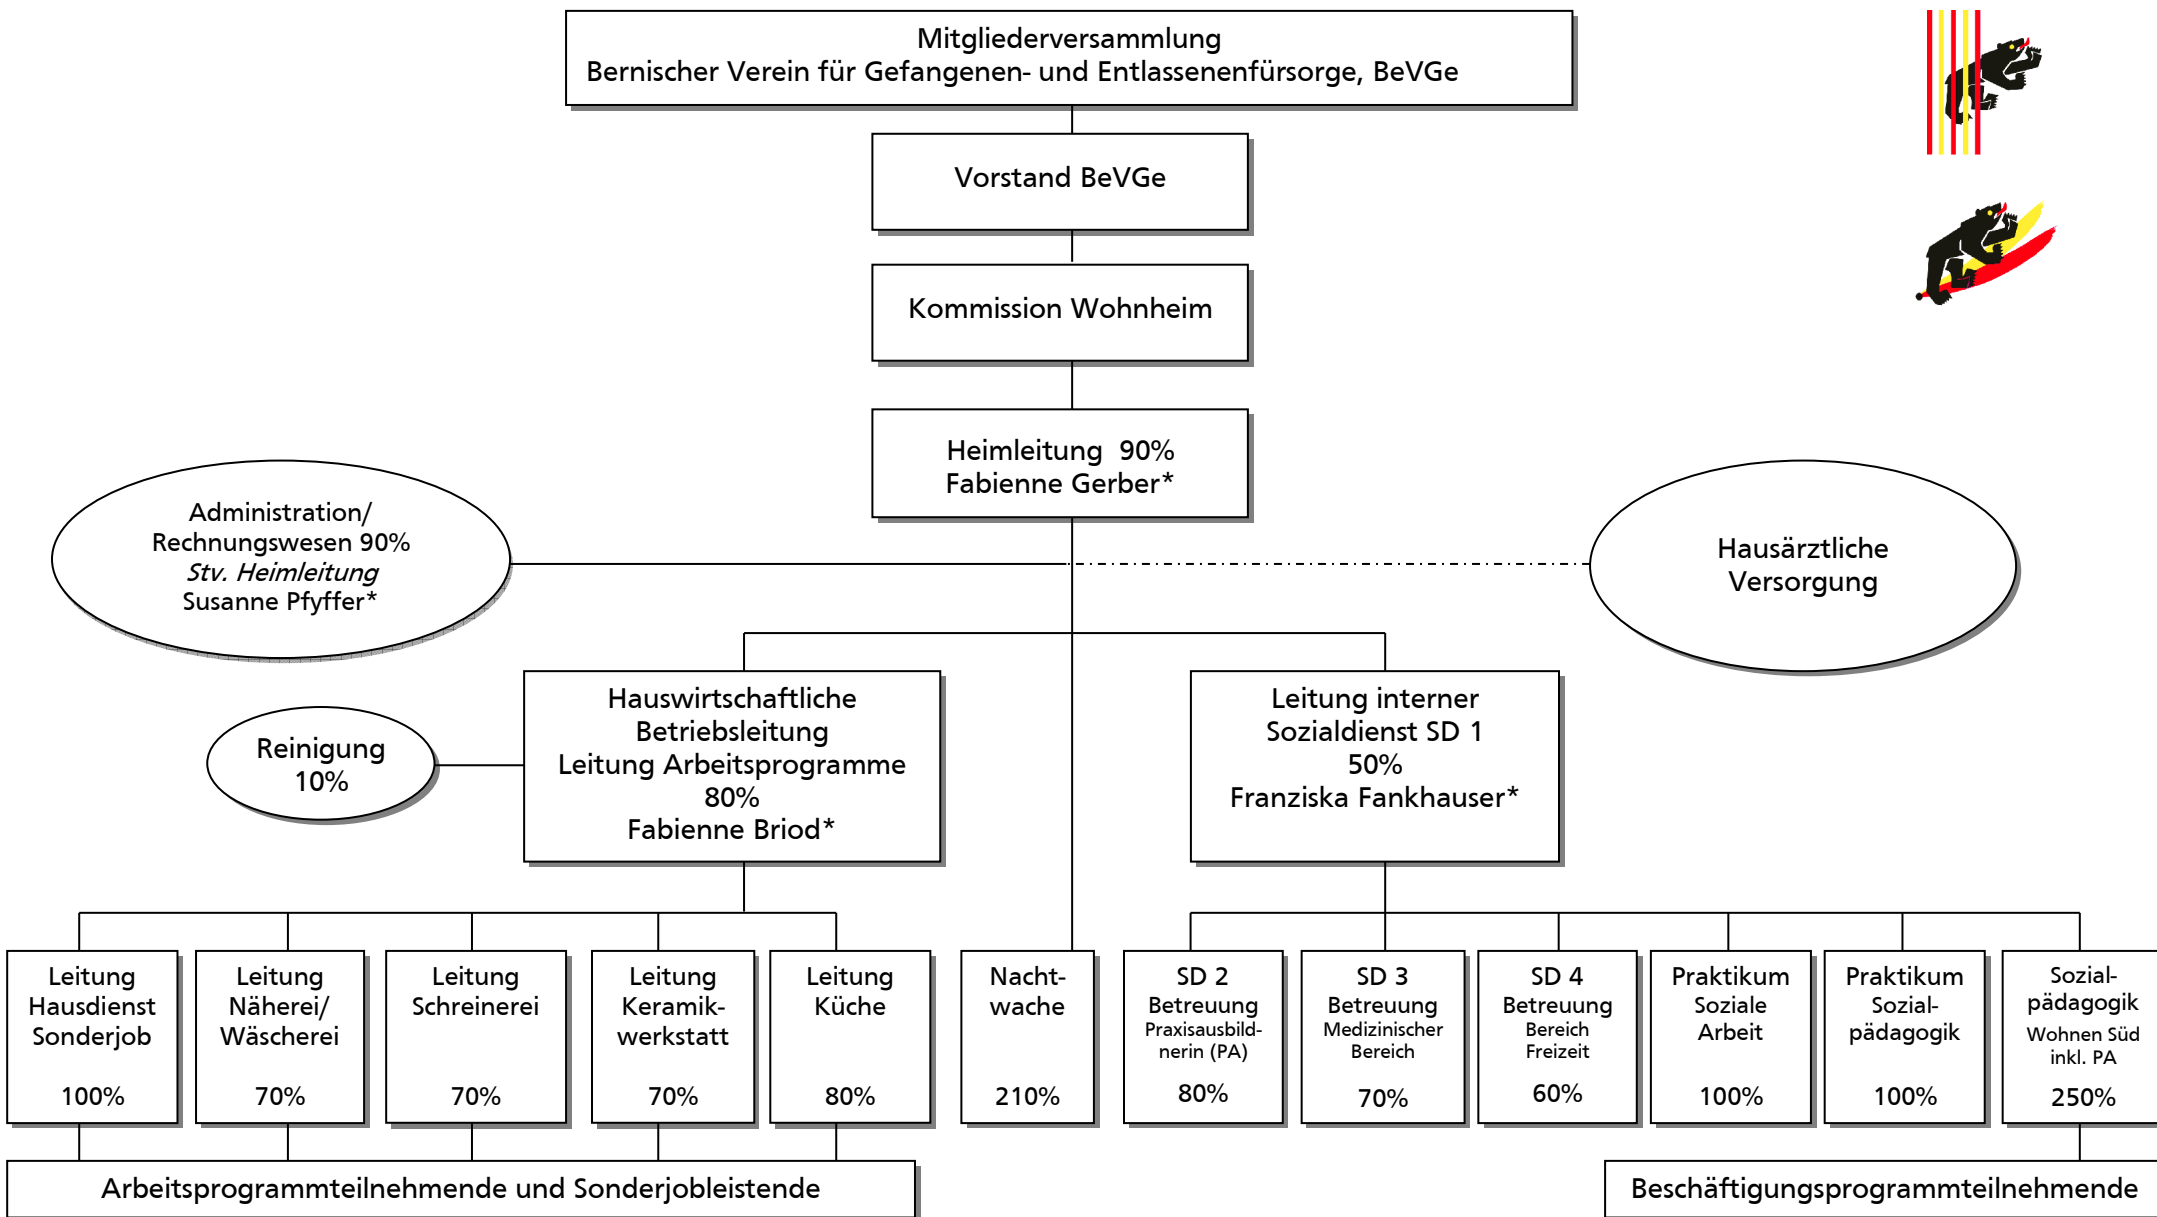 Mitgliederversammlung
Bernischer Verein für Gefangenen- und Entlassenenfürsorge, BeVGe
Vorstand BeVGe
Kommission Wohnheim
Heimleitung 90%
Fabienne Gerber*
Administration/
Rechnungswesen 90%
Stv. Heimleitung
Susanne Pfyffer*
Hausärztliche
Versorgung
Reinigung
10%
Hauswirtschaftliche
Betriebsleitung
Leitung Arbeitsprogramme
80%
Fabienne Briod*
Leitung interner
Sozialdienst SD 1
50%
Franziska Fankhauser*
Leitung
Hausdienst
Sonderjob
100%
Leitung
Näherei/
Wäscherei
70%
Leitung
Schreinerei
70%
Leitung
Keramik-
werkstatt
70%
Leitung
Küche
80%
Nacht-
wache
210%
SD 2
Betreuung
Praxisausbild-
nerin (PA)
80%
SD 3
Betreuung
Medizinischer
Bereich
70%
SD 4
Betreuung
Bereich
Freizeit
60%
Praktikum
Soziale
Arbeit
100%
Praktikum
Sozial-
pädagogik
100%
Sozial-
pädagogik
Wohnen Süd
inkl. PA
250%
Arbeitsprogrammteilnehmende und Sonderjobleistende
Beschäftigungsprogrammteilnehmende